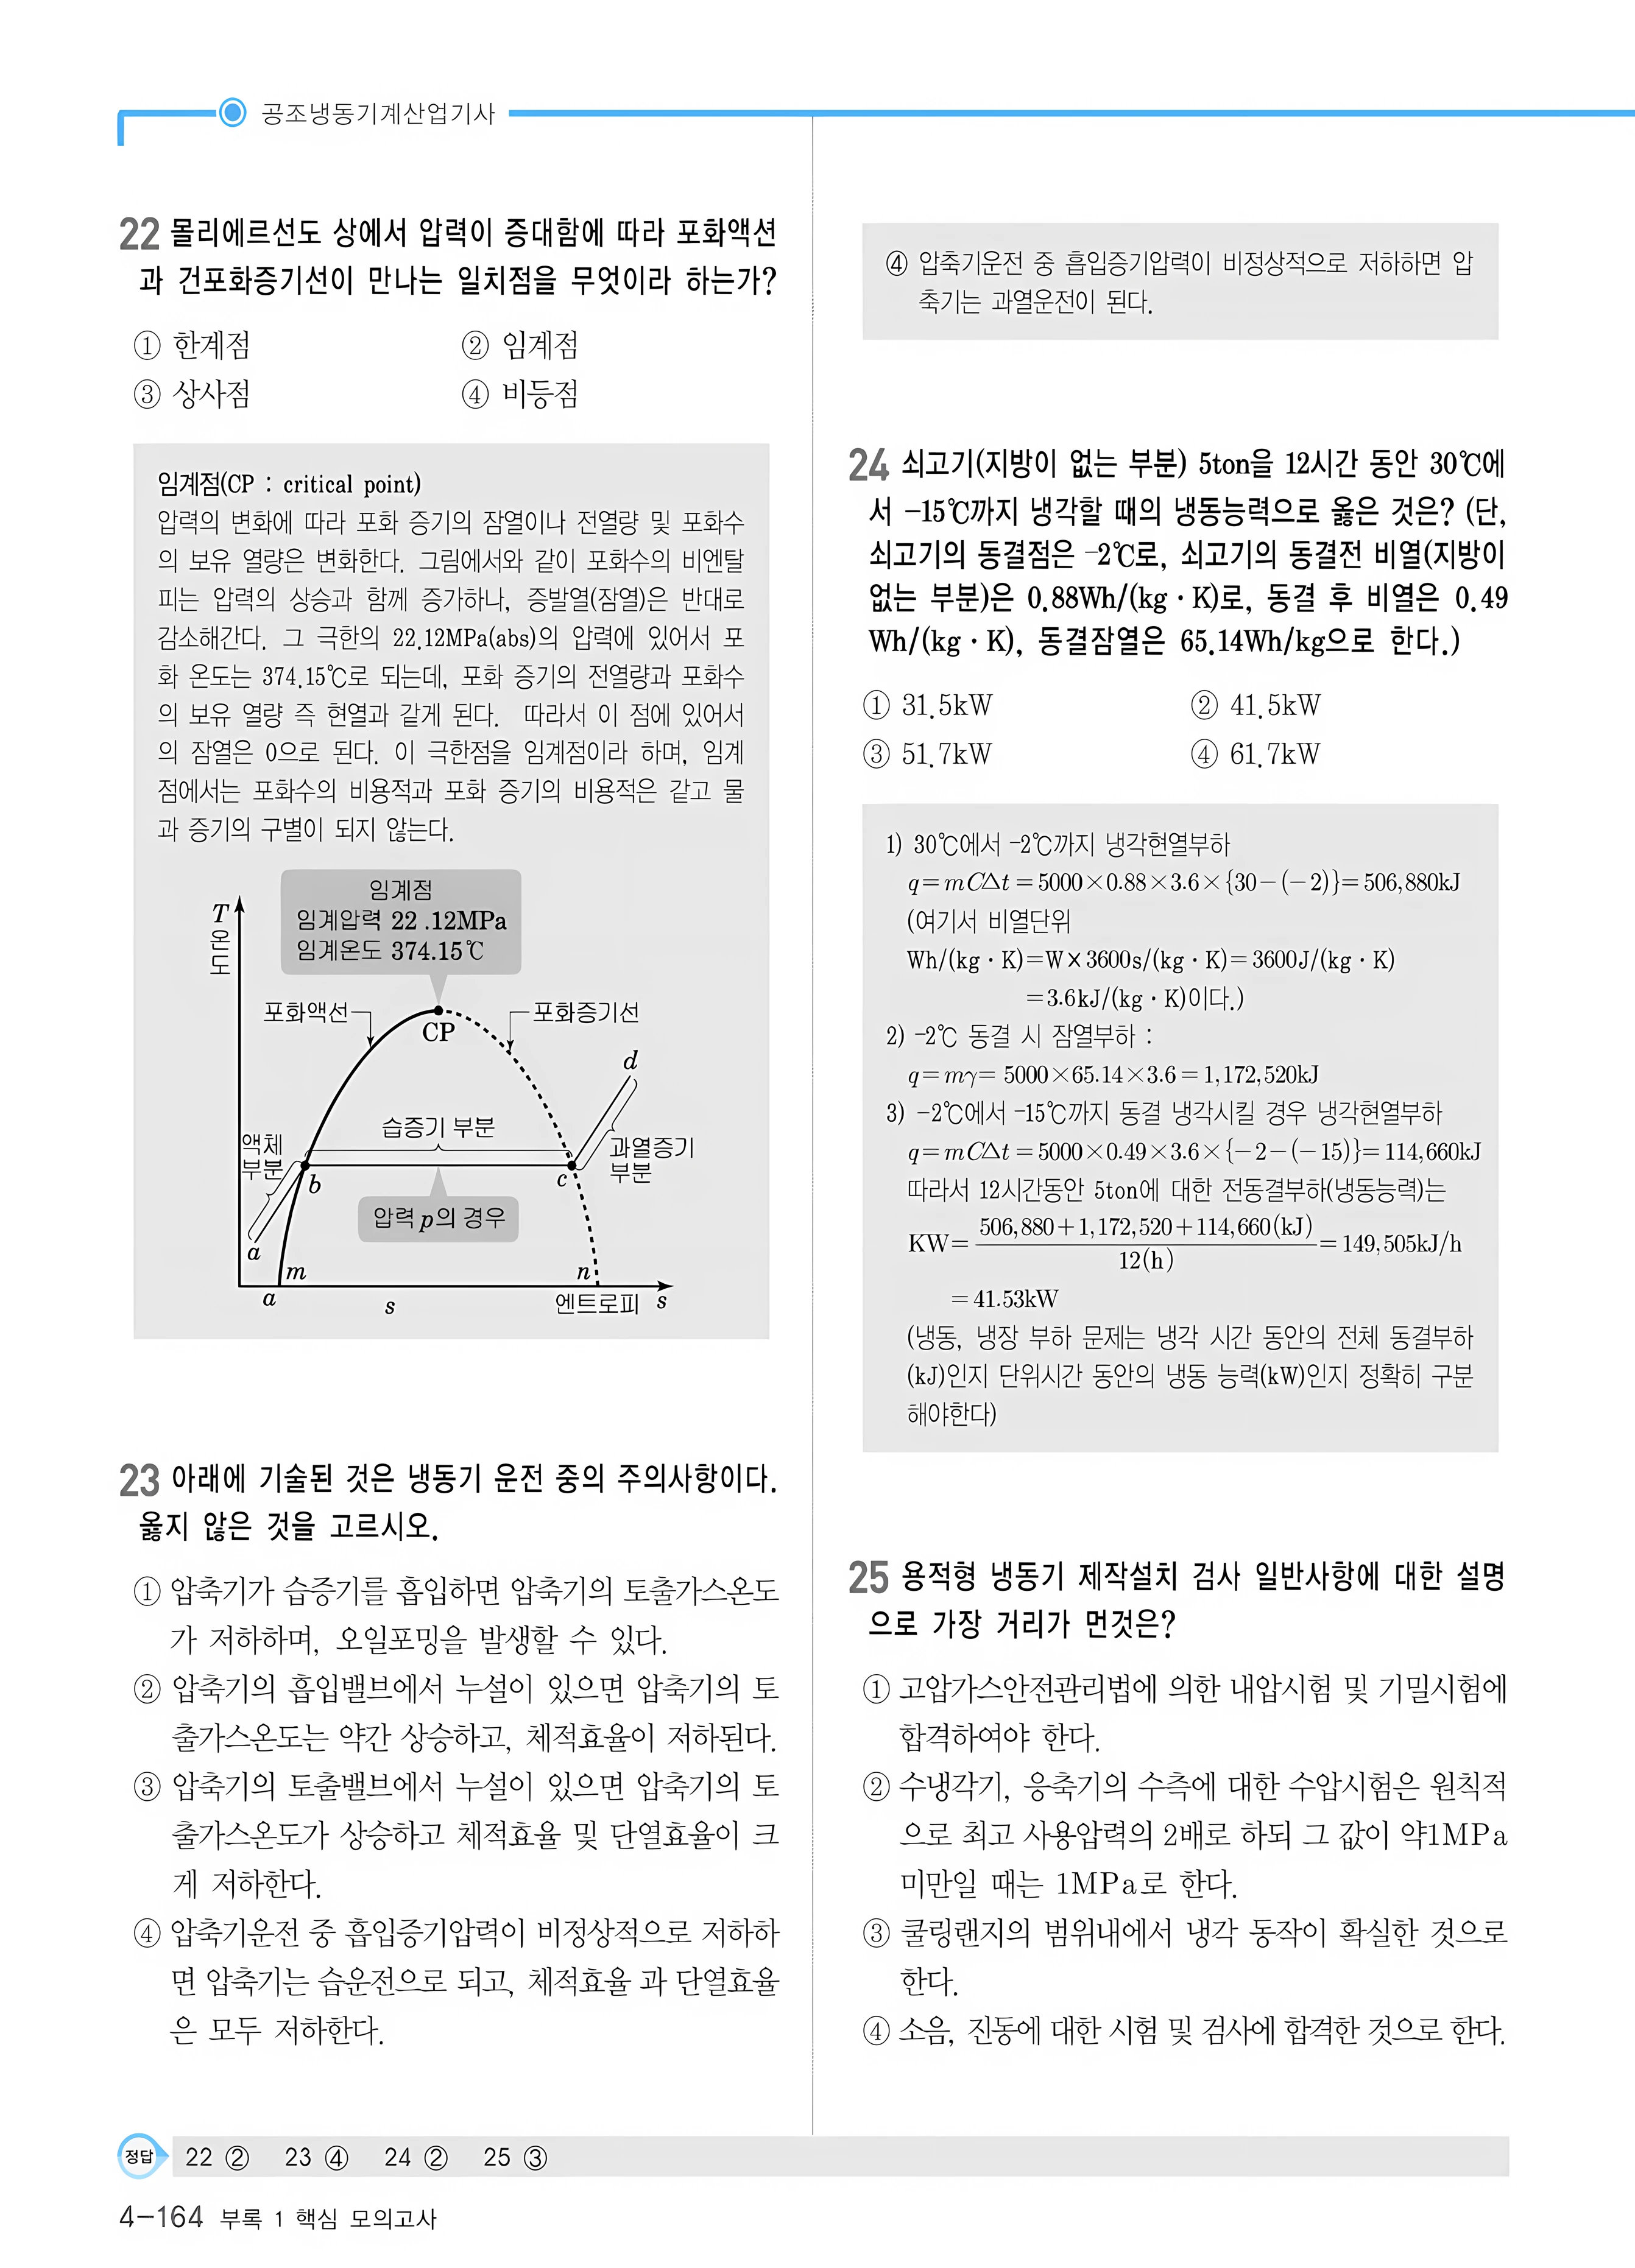 공조냉동기계산업기사
22 몰리에르선도 상에서 압력이 증대함에 따라 포화액션
과 건포화증기선이 만나는 일치점을 무엇이라 하는가?
① 한계점 ② 임계점
③ 상사점 ④ 비등점
임계점(CP : critical point)
압력의 변화에 따라 포화 증기의 잠열이나 전열량 및 포화수
의 보유 열량은 변화한다. 그림에서와 같이 포화수의 비엔탈
피는 압력의 상승과 함께 증가하나, 증발열(잠열)은 반대로
감소해간다. 그 극한의 22.12MPa(abs)의 압력에 있어서 포
화 온도는 374.15℃로 되는데, 포화 증기의 전열량과 포화수
의 보유 열량 즉 현열과 같게 된다. 따라서 이 점에 있어서
의 잠열은 0으로 된다. 이 극한점을 임계점이라 하며, 임계
점에서는 포화수의 비용적과 포화 증기의 비용적은 같고 물
과 증기의 구별이 되지 않는다.
임계점
임계압력 22 .12MPa
임계온도 374.15℃
T
온도
포화액선
CP
포화증기선
d
습증기 부분
액체
부분
과열증기
부분
b
c
압력 p의 경우
a
m
n
a
s
엔트로피 s
23 아래에 기술된 것은 냉동기 운전 중의 주의사항이다.
옳지 않은 것을 고르시오.
① 압축기가 습증기를 흡입하면 압축기의 토출가스온도
가 저하하며, 오일포밍을 발생할 수 있다.
② 압축기의 흡입밸브에서 누설이 있으면 압축기의 토
출가스온도는 약간 상승하고, 체적효율이 저하된다.
③ 압축기의 토출밸브에서 누설이 있으면 압축기의 토
출가스온도가 상승하고 체적효율 및 단열효율이 크
게 저하한다.
④ 압축기운전 중 흡입증기압력이 비정상적으로 저하하
면 압축기는 습운전으로 되고, 체적효율 과 단열효율
은 모두 저하한다.
④ 압축기운전 중 흡입증기압력이 비정상적으로 저하하면 압
축기는 과열운전이 된다.
24 쇠고기(지방이 없는 부분) 5ton을 12시간 동안 30℃에
서 -15℃까지 냉각할 때의 냉동능력으로 옳은 것은? (단,
쇠고기의 동결점은 -2℃로, 쇠고기의 동결전 비열(지방이
없는 부분)은 0.88Wh/(kg·K)로, 동결 후 비열은 0.49
Wh/(kg·K), 동결잠열은 65.14Wh/kg으로 한다.)
① 31.5kW ② 41.5kW
③ 51.7kW ④ 61.7kW
1) 30℃에서 -2℃까지 냉각현열부하
q=mCΔt=5000×0.88×3.6×{30-(-2)}=506,880kJ
(여기서 비열단위
Wh/(kg·K)=W×3600s/(kg·K)=3600J/(kg·K)
=3.6kJ/(kg·K)이다.)
2) -2℃ 동결 시 잠열부하 :
q=mγ= 5000×65.14×3.6=1,172,520kJ
3) -2℃에서 -15℃까지 동결 냉각시킬 경우 냉각현열부하
q=mCΔt=5000×0.49×3.6×{-2-(-15)}=114,660kJ
따라서 12시간동안 5ton에 대한 전동결부하(냉동능력)는
KW= 506,880+1,172,520+114,660(kJ) / 12(h) =149,505kJ/h
=41.53kW
(냉동, 냉장 부하 문제는 냉각 시간 동안의 전체 동결부하
(kJ)인지 단위시간 동안의 냉동 능력(kW)인지 정확히 구분
해야한다)
25 용적형 냉동기 제작설치 검사 일반사항에 대한 설명
으로 가장 거리가 먼것은?
① 고압가스안전관리법에 의한 내압시험 및 기밀시험에
합격하여야 한다.
② 수냉각기, 응축기의 수측에 대한 수압시험은 원칙적
으로 최고 사용압력의 2배로 하되 그 값이 약1MPa
미만일 때는 1MPa로 한다.
③ 쿨링랜지의 범위내에서 냉각 동작이 확실한 것으로
한다.
④ 소음, 진동에 대한 시험 및 검사에 합격한 것으로 한다.
정답 22 ② 23 ④ 24 ② 25 ③
4-164 부록 1 핵심 모의고사